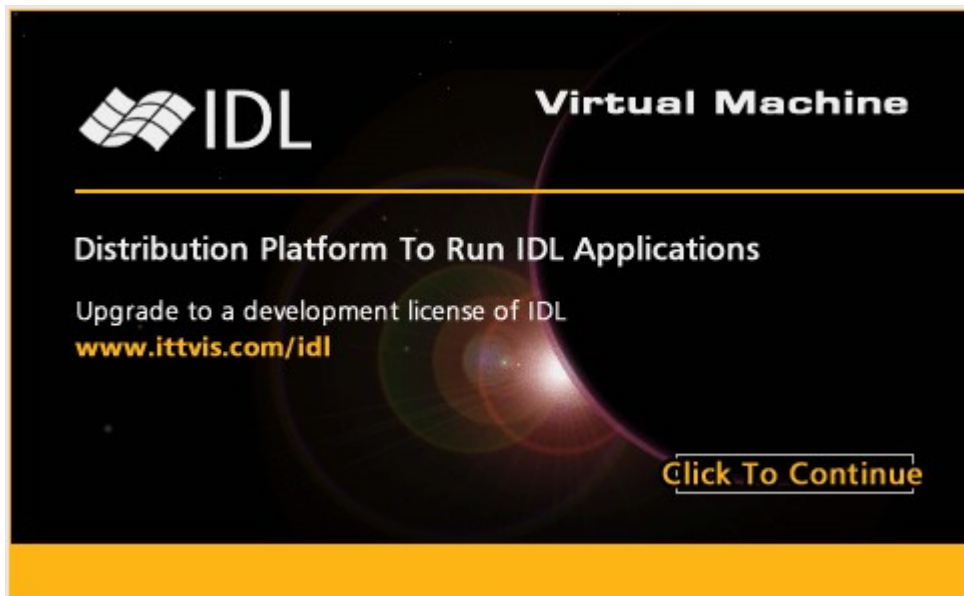 IDL
Virtual Machine
Distribution Platform To Run IDL Applications
Upgrade to a development license of IDL
www.ittvis.com/idl
Click To Continue